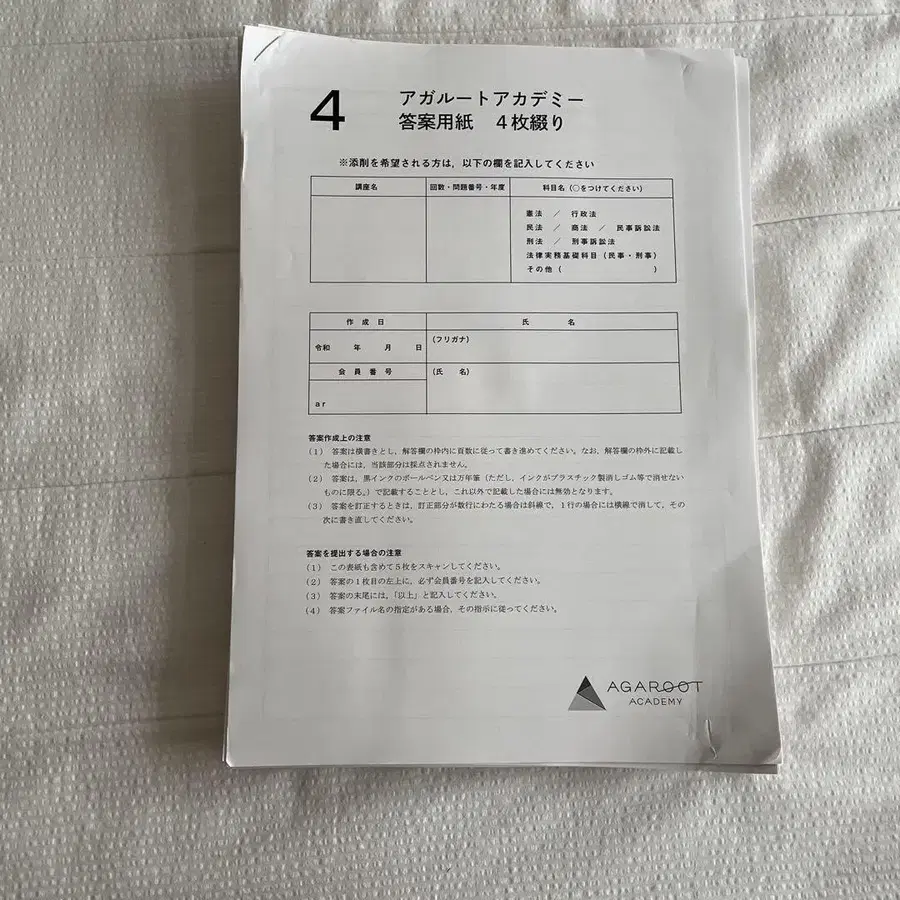 4
アガルートアカデミー
答案用紙 4枚綴り
※添削を希望される方は，以下の欄を記入してください
講座名 回数・問題番号・年度 科目名（○をつけてください）
憲法 ／ 行政法
民法 ／ 商法 ／ 民事訴訟法
刑法 ／ 刑事訴訟法
法律実務基礎科目（民事・刑事）
その他（ ）
作成日 氏名
令和 年 月 日 （フリガナ）
会員番号 （氏 名）
ar
答案作成上の注意
（1） 答案は横書きとし，解答欄の枠内に頁数に従って書き進めてください。なお，解答欄の枠外に記載し
た場合には，当該部分は採点されません。
（2） 答案は，黒インクのボールペン又は万年筆（ただし，インクがプラスチック製消しゴム等で消せない
ものに限る。）で記載することとし，これ以外で記載した場合には無効となります。
（3） 答案を訂正するときは，訂正部分が数行にわたる場合は斜線で，1行の場合には横線で消して，その
次に書き直してください。
答案を提出する場合の注意
（1） この表紙も含めて5枚をスキャンしてください。
（2） 答案の1枚目の左上に，必ず会員番号を記入してください。
（3） 答案の末尾には，「以上」と記入してください。
（4） 答案ファイル名の指定がある場合，その指示に従ってください。
AGAROOT
ACADEMY